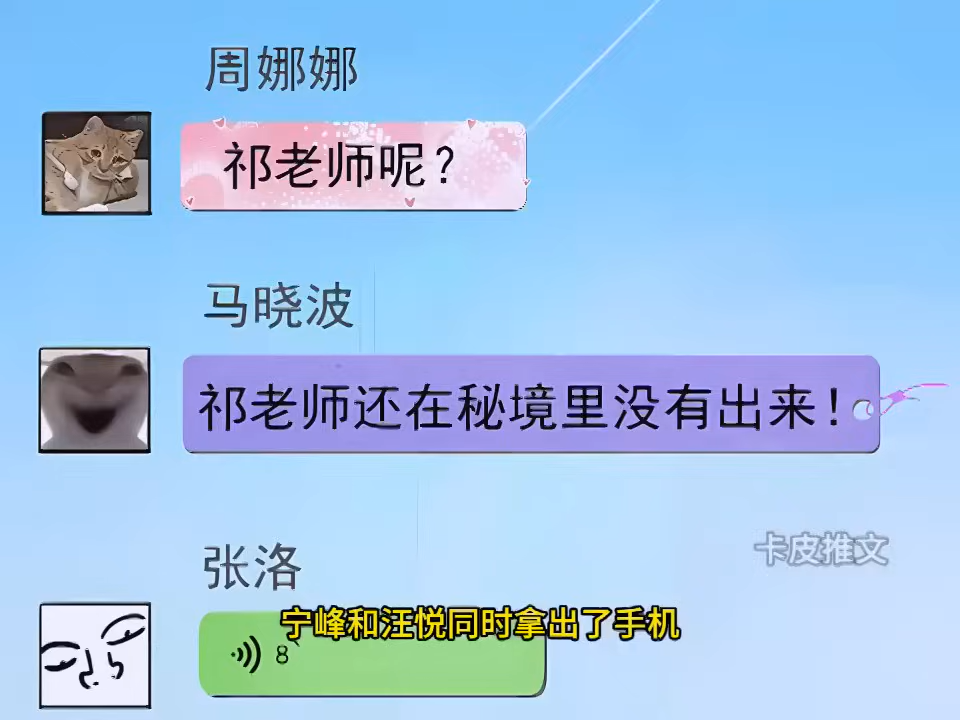 周娜娜
祁老师呢？
马晓波
祁老师还在秘境里没有出来！
卡皮推文
张洛
宁峰和汪悦同时拿出了手机
8``